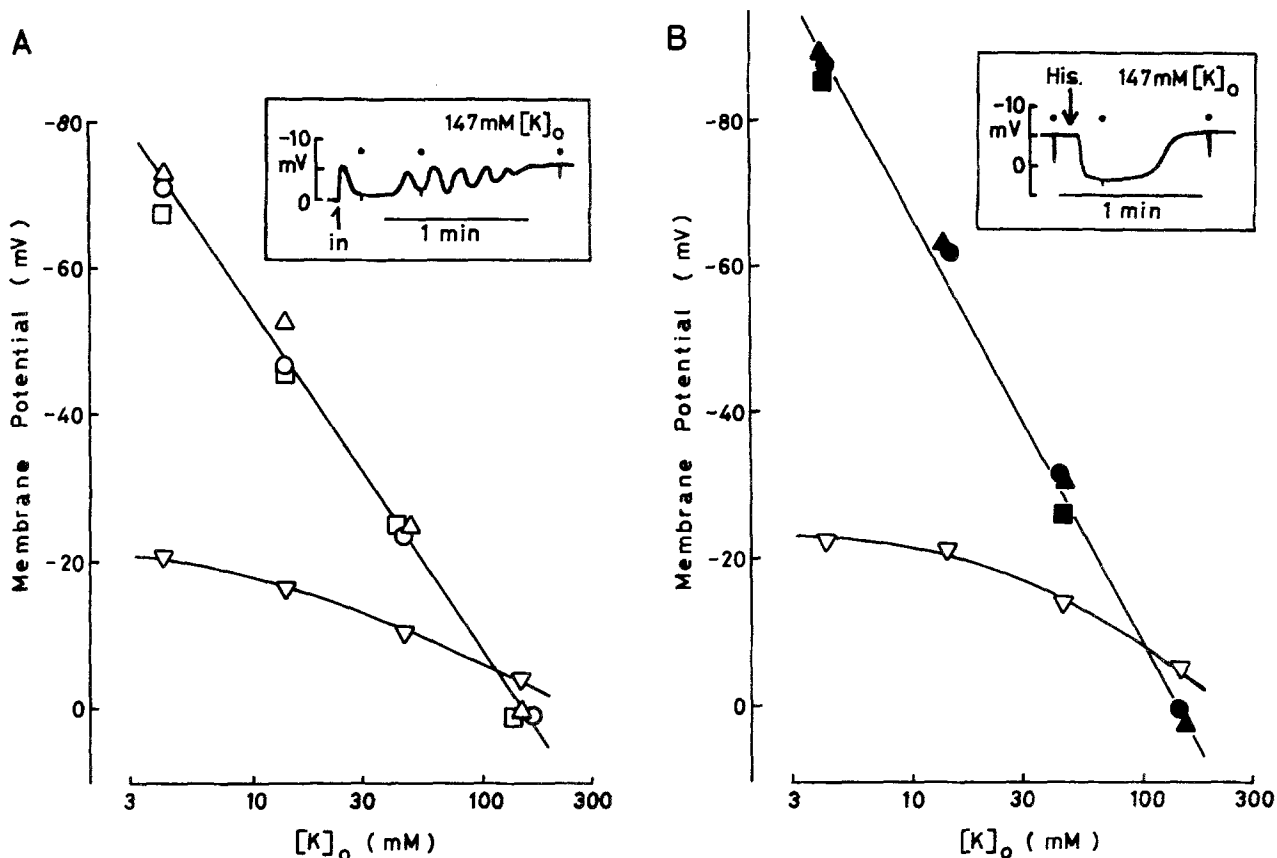 A
147mM [K]o
-10
mV
0
1 min
in
-80
-60
-40
-20
0
Membrane Potential ( mV )
3 10 30 100 300
[K]o ( mM )
B
His. 147mM [K]o
-10
mV
0
1 min
-80
-60
-40
-20
0
Membrane Potential ( mV )
3 10 30 100 300
[K]o ( mM )